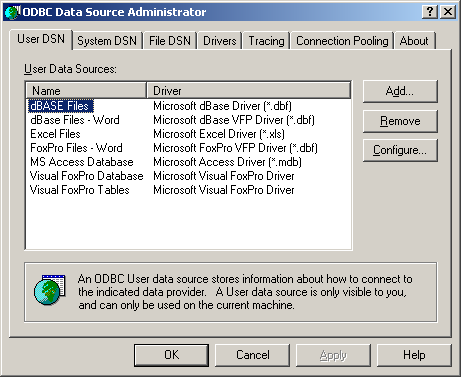 ODBC Data Source Administrator
User DSN System DSN File DSN Drivers Tracing Connection Pooling About
User Data Sources:
Name Driver
dBASE Files Microsoft dBase Driver (*.dbf)
dBase Files - Word Microsoft dBase VFP Driver (*.dbf)
Excel Files Microsoft Excel Driver (*.xls)
FoxPro Files - Word Microsoft FoxPro VFP Driver (*.dbf)
MS Access Database Microsoft Access Driver (*.mdb)
Visual FoxPro Database Microsoft Visual FoxPro Driver
Visual FoxPro Tables Microsoft Visual FoxPro Driver
Add...
Remove
Configure...
An ODBC User data source stores information about how to connect to
the indicated data provider. A User data source is only visible to you,
and can only be used on the current machine.
OK Cancel Apply Help